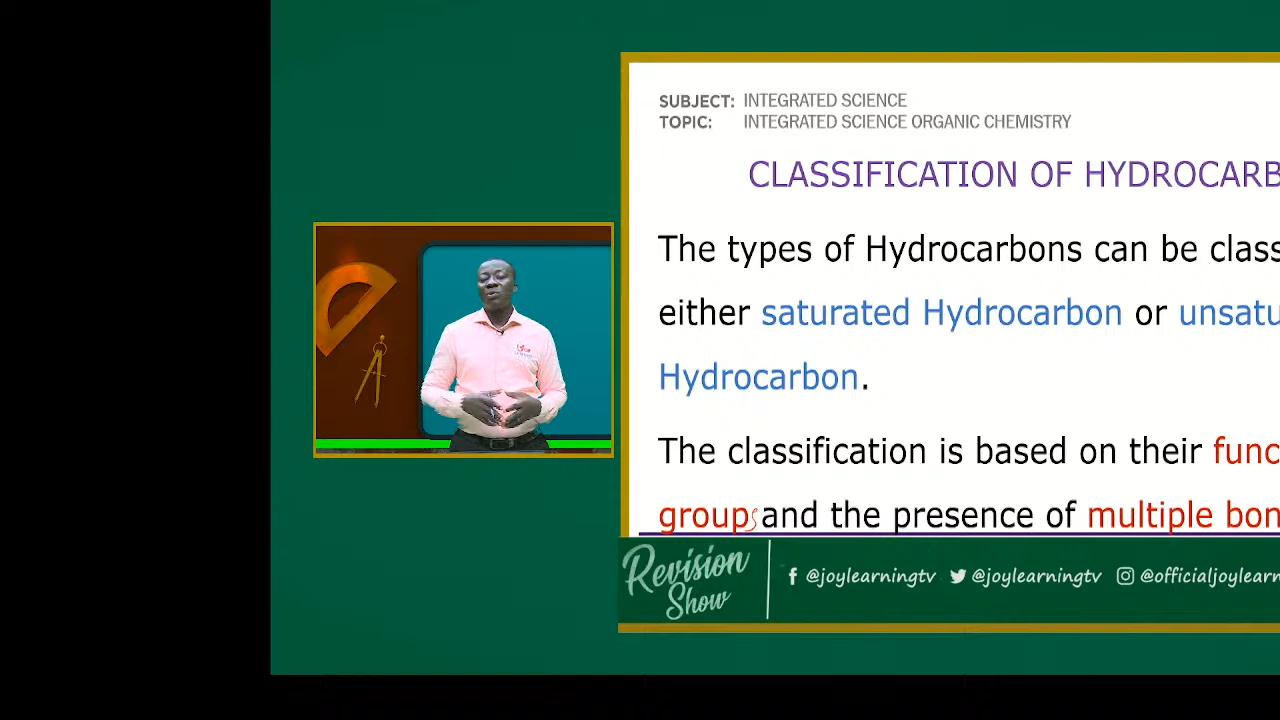 SUBJECT: INTEGRATED SCIENCE
TOPIC: INTEGRATED SCIENCE ORGANIC CHEMISTRY
CLASSIFICATION OF HYDROCARB
The types of Hydrocarbons can be class
either saturated Hydrocarbon or unsatu
Hydrocarbon.
The classification is based on their func
groups and the presence of multiple bon
Revision
Show
@joylearningtv @joylearningtv @officialjoylearn